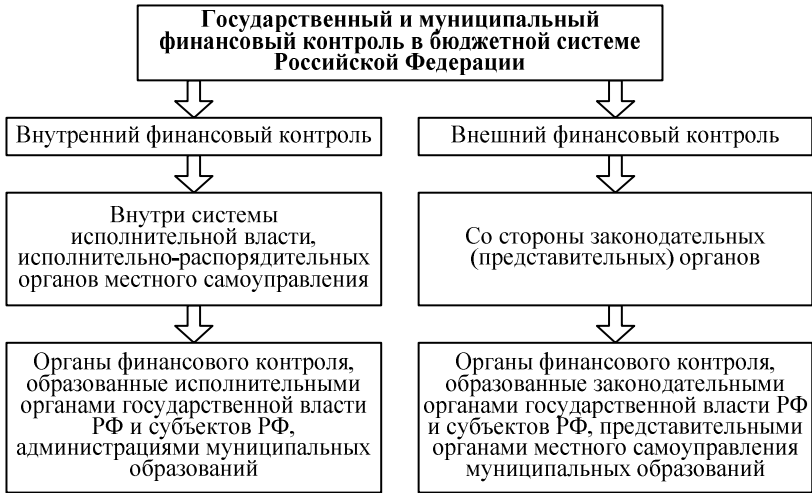 Государственный и муниципальный
финансовый контроль в бюджетной системе
Российской Федерации
Внутренний финансовый контроль
Внешний финансовый контроль
Внутри системы
исполнительной власти,
исполнительно-распорядительных
органов местного самоуправления
Со стороны законодательных
(представительных) органов
Органы финансового контроля,
образованные исполнительными
органами государственной власти
РФ и субъектов РФ,
администрациями муниципальных
образований
Органы финансового контроля,
образованные законодательными
органами государственной власти РФ
и субъектов РФ, представительными
органами местного самоуправления
муниципальных образований